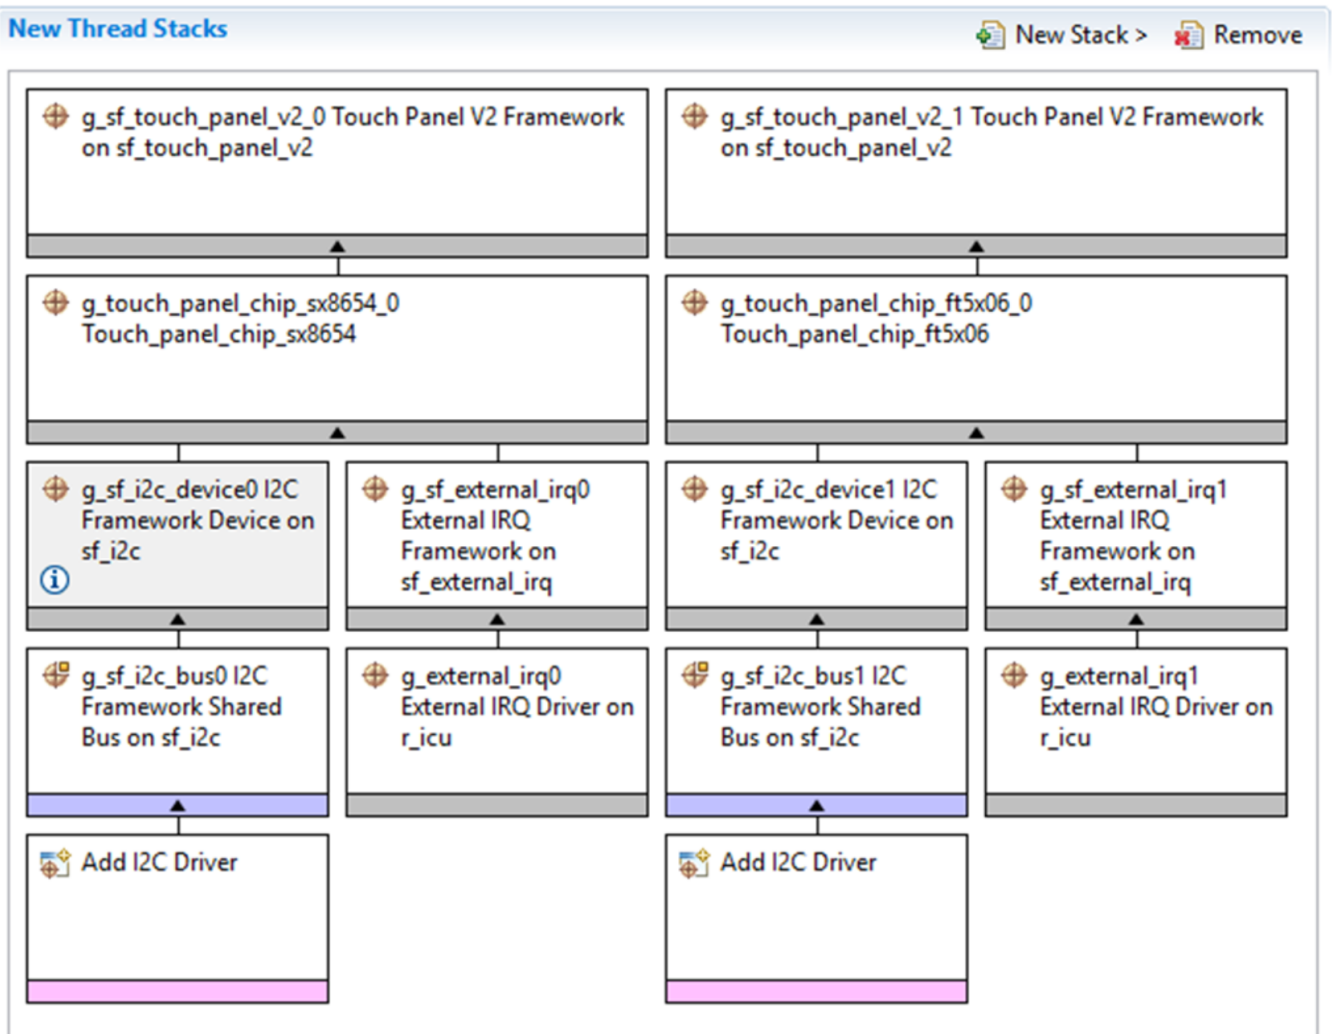 New Thread Stacks
New Stack >
Remove
g_sf_touch_panel_v2_0 Touch Panel V2 Framework
on sf_touch_panel_v2
g_sf_touch_panel_v2_1 Touch Panel V2 Framework
on sf_touch_panel_v2
g_touch_panel_chip_sx8654_0
Touch_panel_chip_sx8654
g_touch_panel_chip_ft5x06_0
Touch_panel_chip_ft5x06
g_sf_i2c_device0 I2C
Framework Device on
sf_i2c
g_sf_external_irq0
External IRQ
Framework on
sf_external_irq
g_sf_i2c_device1 I2C
Framework Device on
sf_i2c
g_sf_external_irq1
External IRQ
Framework on
sf_external_irq
g_sf_i2c_bus0 I2C
Framework Shared
Bus on sf_i2c
g_external_irq0
External IRQ Driver on
r_icu
g_sf_i2c_bus1 I2C
Framework Shared
Bus on sf_i2c
g_external_irq1
External IRQ Driver on
r_icu
Add I2C Driver
Add I2C Driver